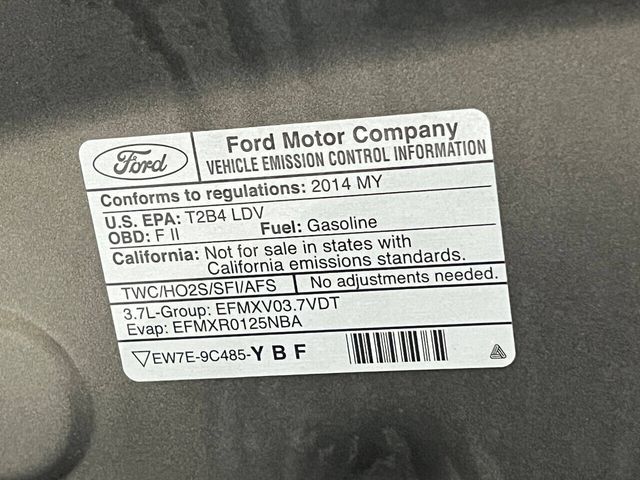 Ford
Ford Motor Company
VEHICLE EMISSION CONTROL INFORMATION
Conforms to regulations: 2014 MY
U.S. EPA: T2B4 LDV
OBD: F II Fuel: Gasoline
California: Not for sale in states with
California emissions standards.
TWC/HO2S/SFI/AFS No adjustments needed.
3.7L-Group: EFMXV03.7VDT
Evap: EFMXR0125NBA
EW7E-9C485-Y B F